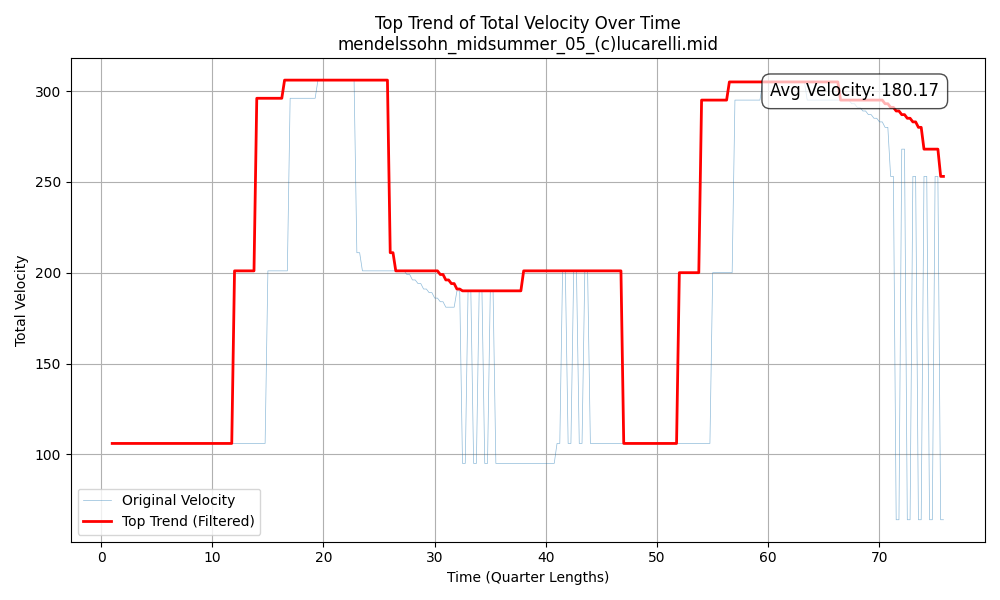 Top Trend of Total Velocity Over Time
mendelssohn_midsummer_05_(c)lucarelli.mid
Avg Velocity: 180.17
Total Velocity
300
250
200
150
100
Original Velocity
Top Trend (Filtered)
0 10 20 30 40 50 60 70
Time (Quarter Lengths)